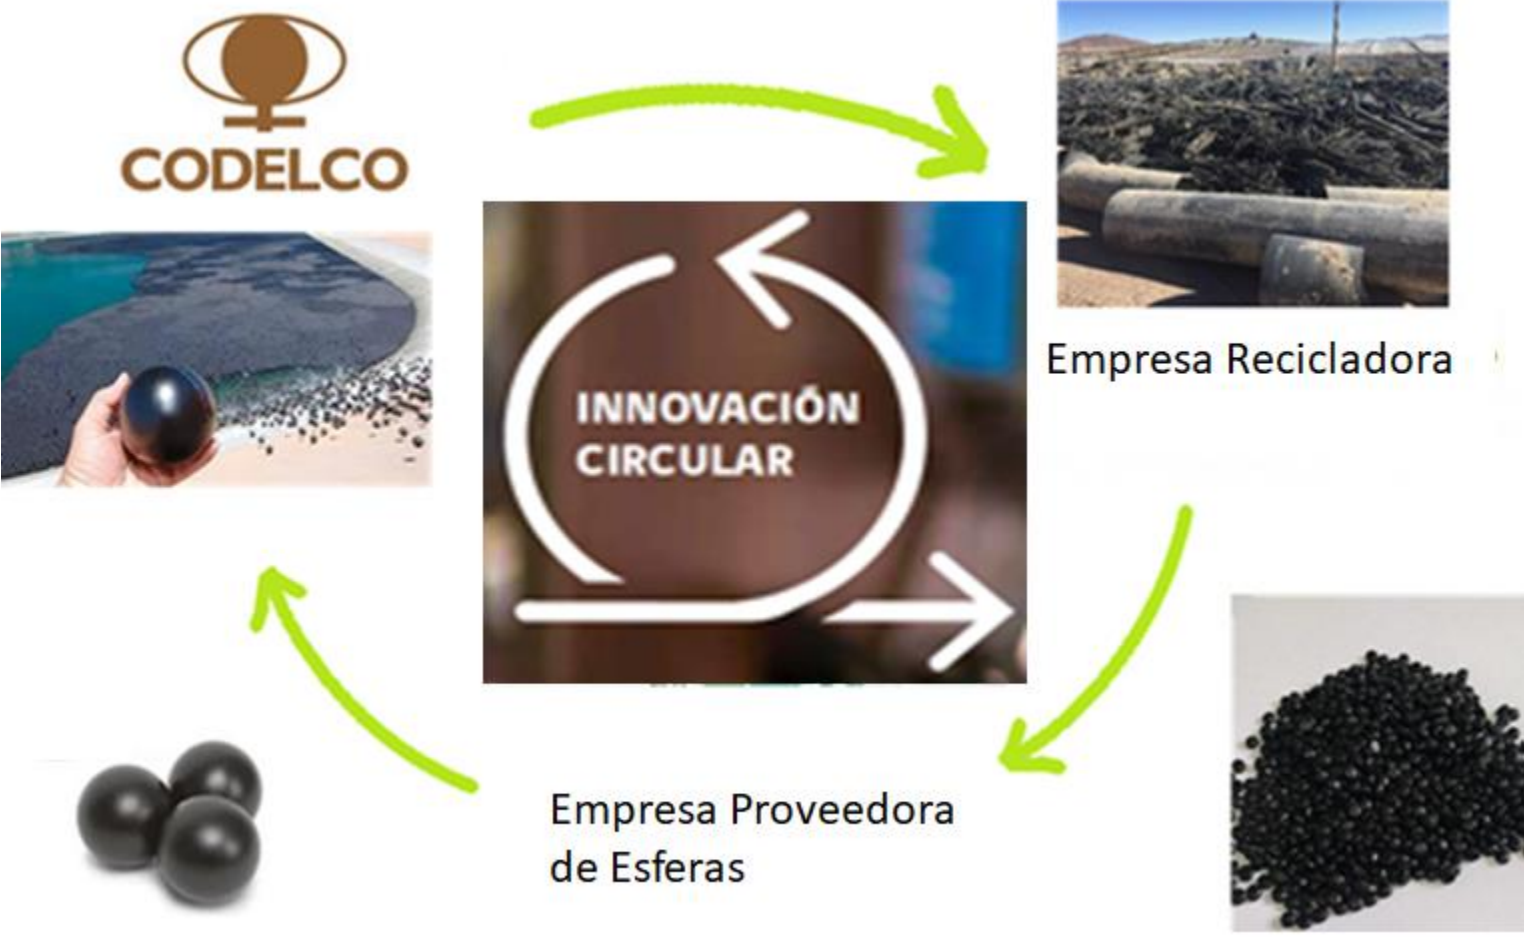 CODELCO
INNOVACIÓN
CIRCULAR
Empresa Recicladora
Empresa Proveedora
de Esferas